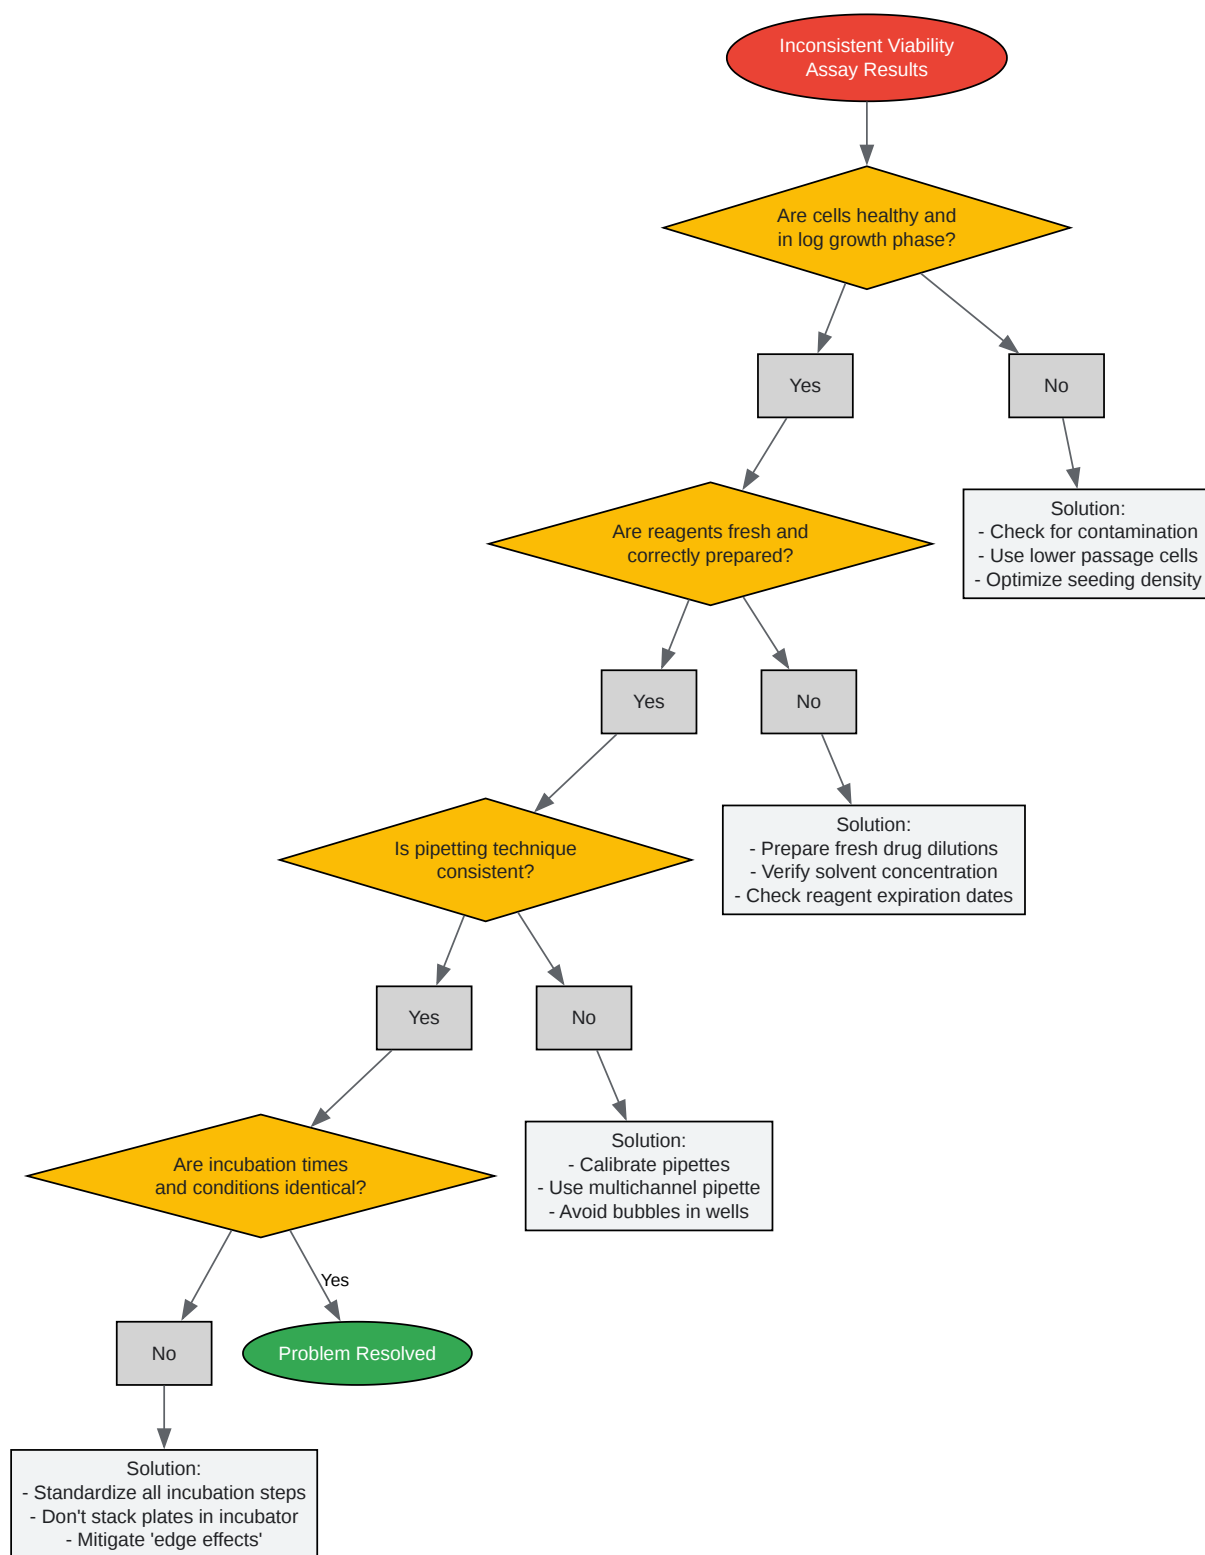 Inconsistent Viability
Assay Results
Are cells healthy and
in log growth phase?
Yes
No
Are reagents fresh and
correctly prepared?
Solution:
- Check for contamination
- Use lower passage cells
- Optimize seeding density
Yes
No
Is pipetting technique
consistent?
Solution:
- Prepare fresh drug dilutions
- Verify solvent concentration
- Check reagent expiration dates
Yes
No
Are incubation times
and conditions identical?
Solution:
- Calibrate pipettes
- Use multichannel pipette
- Avoid bubbles in wells
Yes
No
Problem Resolved
Solution:
- Standardize all incubation steps
- Don't stack plates in incubator
- Mitigate 'edge effects'